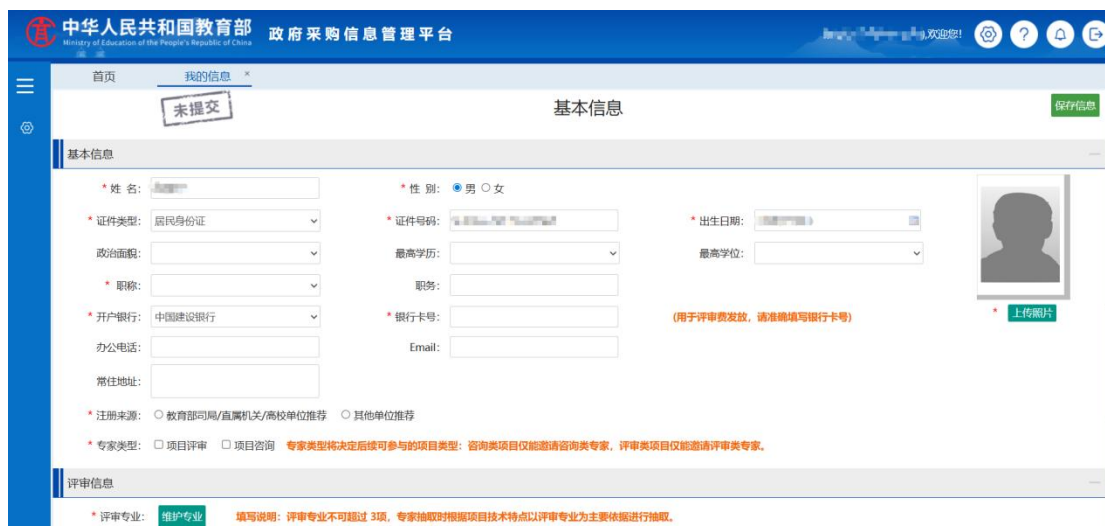 中华人民共和国教育部 政府采购信息管理平台
Ministry of Education of the People's Republic of China
,欢迎您!
首页 我的信息 ×
未提交 基本信息 保存信息
基本信息
* 姓 名: * 性 别: 男 女
* 证件类型: 居民身份证 * 证件号码: * 出生日期:
政治面貌: 最高学历: 最高学位:
* 职称: 职务:
* 开户银行: 中国建设银行 * 银行卡号: (用于评审费发放, 请准确填写银行卡号) * 上传照片
办公电话: Email:
常住地址:
* 注册来源: 教育部司局/直属机关/高校单位推荐 其他单位推荐
* 专家类型: 项目评审 项目咨询 专家类型将决定后续可参与的项目类型: 咨询类项目仅能邀请咨询类专家, 评审类项目仅能邀请评审类专家。
评审信息
* 评审专业: 维护专业 填写说明: 评审专业不可超过 3项, 专家抽取时根据项目技术特点以评审专业为主要依据进行抽取。